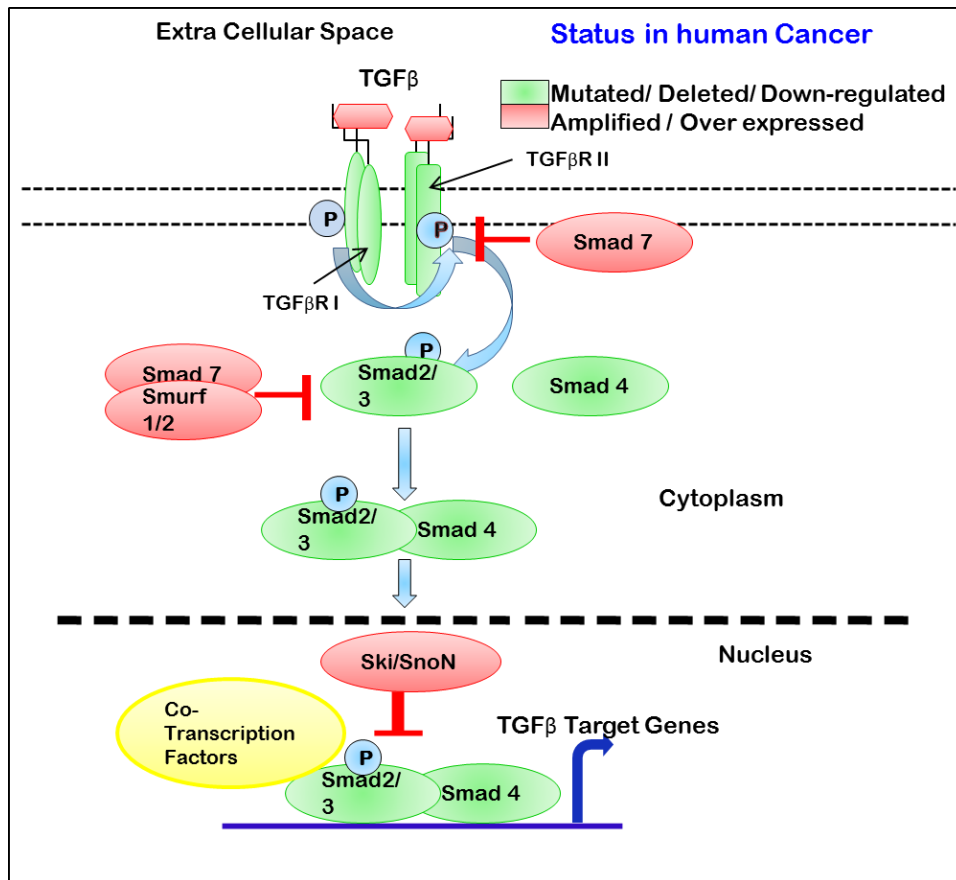 Extra Cellular Space
Status in human Cancer
TGFβ
Mutated/ Deleted/ Down-regulated
Amplified / Over expressed
TGFβR II
P
P
Smad 7
TGFβR I
P
Smad2/
3
Smad 4
Smad 7
Smurf
1/2
P
Smad2/
3
Smad 4
Cytoplasm
Nucleus
Ski/SnoN
Co-
Transcription
Factors
TGFβ Target Genes
P
Smad2/
3
Smad 4